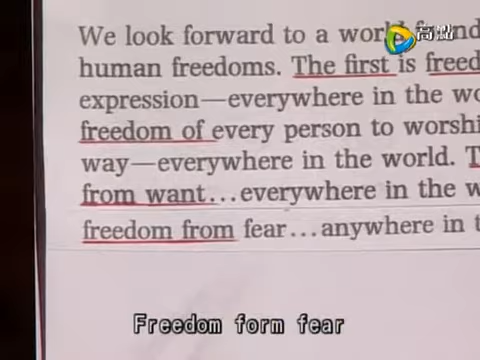 We look forward to a world
human freedoms. The first is
expression—everywhere in the
freedom of every person to
way—everywhere in the world.
from want...everywhere in the
freedom from fear...anywhere in
高點
Freedom form fear